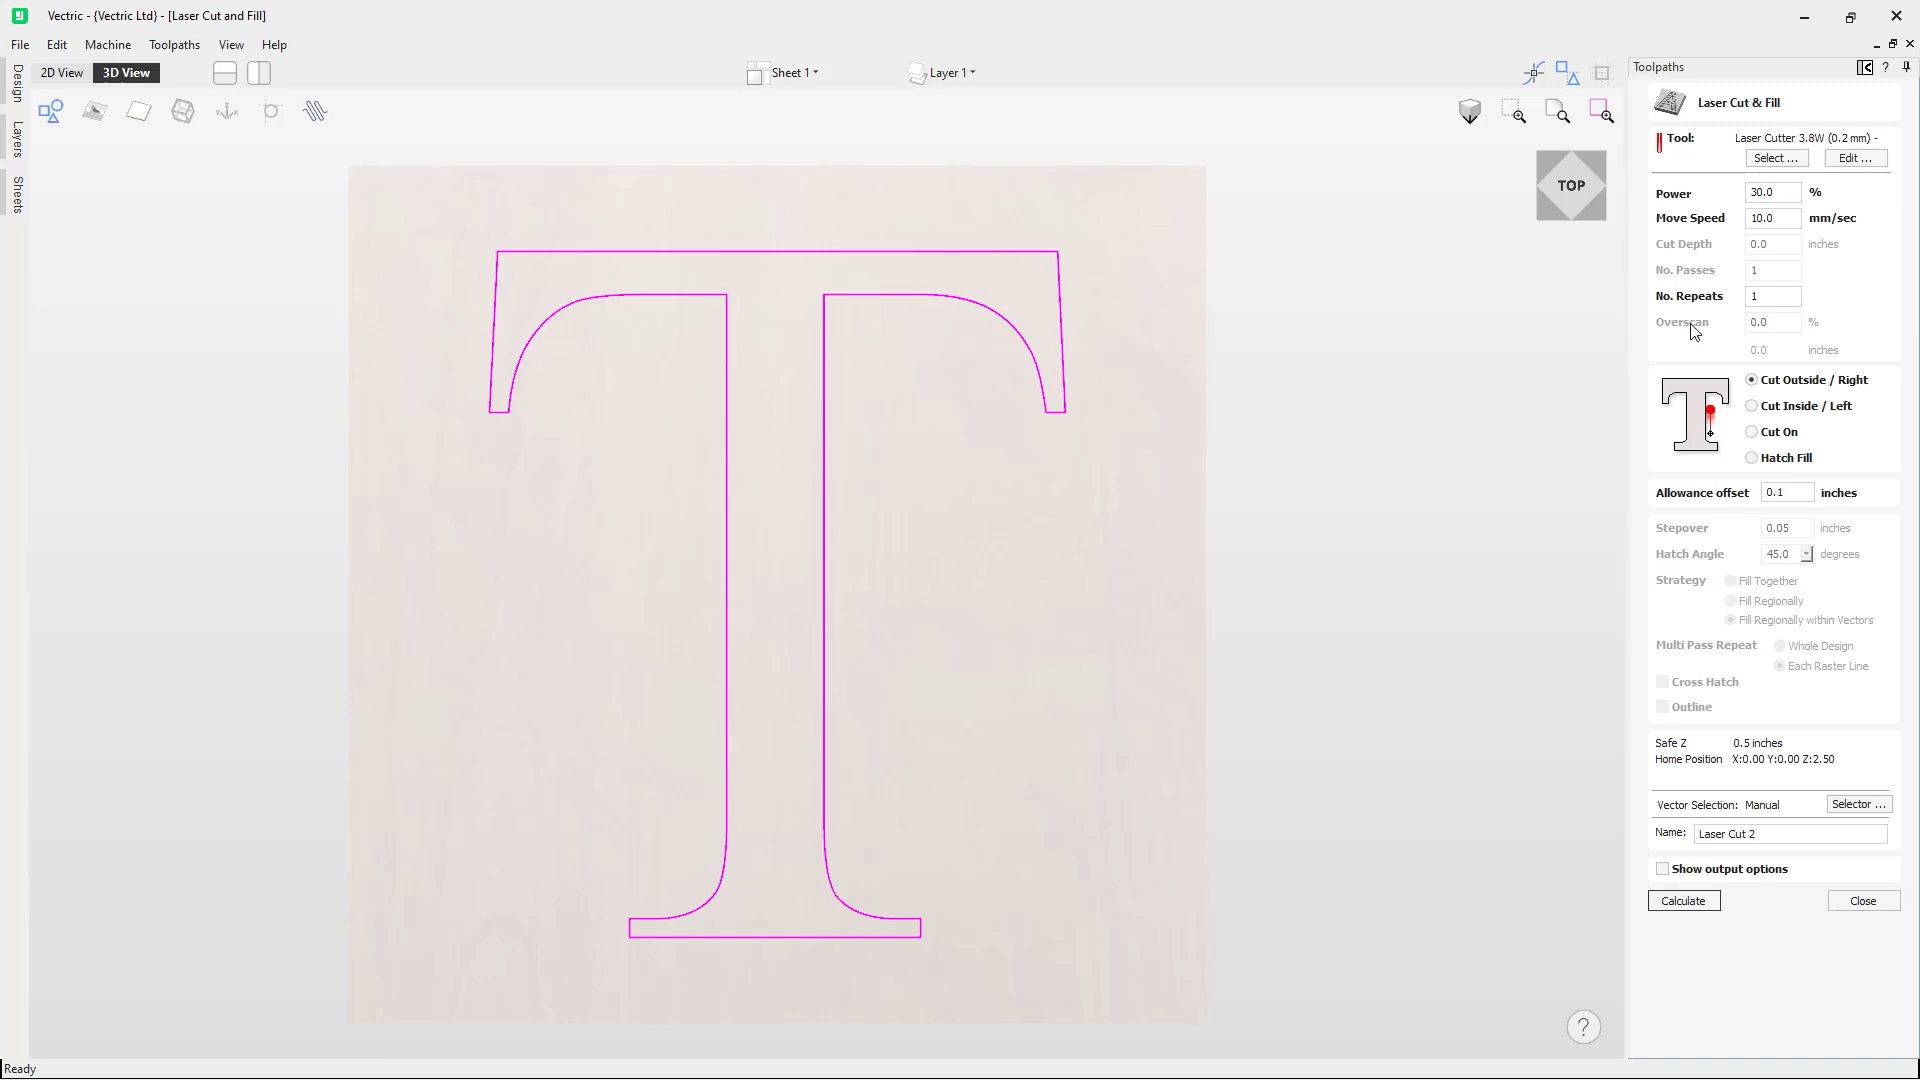 Vectric - {Vectric Ltd} - [Laser Cut and Fill]
File Edit Machine Toolpaths View Help
2D View 3D View Sheet 1 Layer 1
Design
Layers
Sheets
TOP
Toolpaths ?
Laser Cut & Fill
Tool: Laser Cutter 3.8W (0.2 mm) -
Select ... Edit ...
Power 30.0 %
Move Speed 10.0 mm/sec
Cut Depth 0.0 inches
No. Passes 1
No. Repeats 1
Overscan 0.0 %
0.0 inches
Cut Outside / Right
Cut Inside / Left
Cut On
Hatch Fill
Allowance offset 0.1 inches
Stepover 0.05 inches
Hatch Angle 45.0 degrees
Strategy Fill Together
Fill Regionally
Fill Regionally within Vectors
Multi Pass Repeat Whole Design
Each Raster Line
Cross Hatch
Outline
Safe Z 0.5 inches
Home Position X:0.00 Y:0.00 Z:2.50
Vector Selection: Manual Selector ...
Name: Laser Cut 2
Show output options
Calculate Close
?
Ready